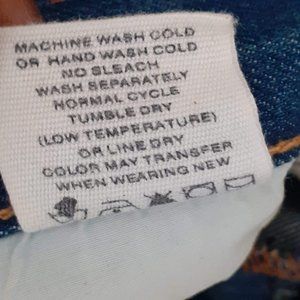 MACHINE WASH COLD
OR HAND WASH COLD
NO BLEACH
WASH SEPARATELY
NORMAL CYCLE
TUMBLE DRY
(LOW TEMPERATURE)
OR LINE DRY
COLOR MAY TRANSFER
WHEN WEARING NEW